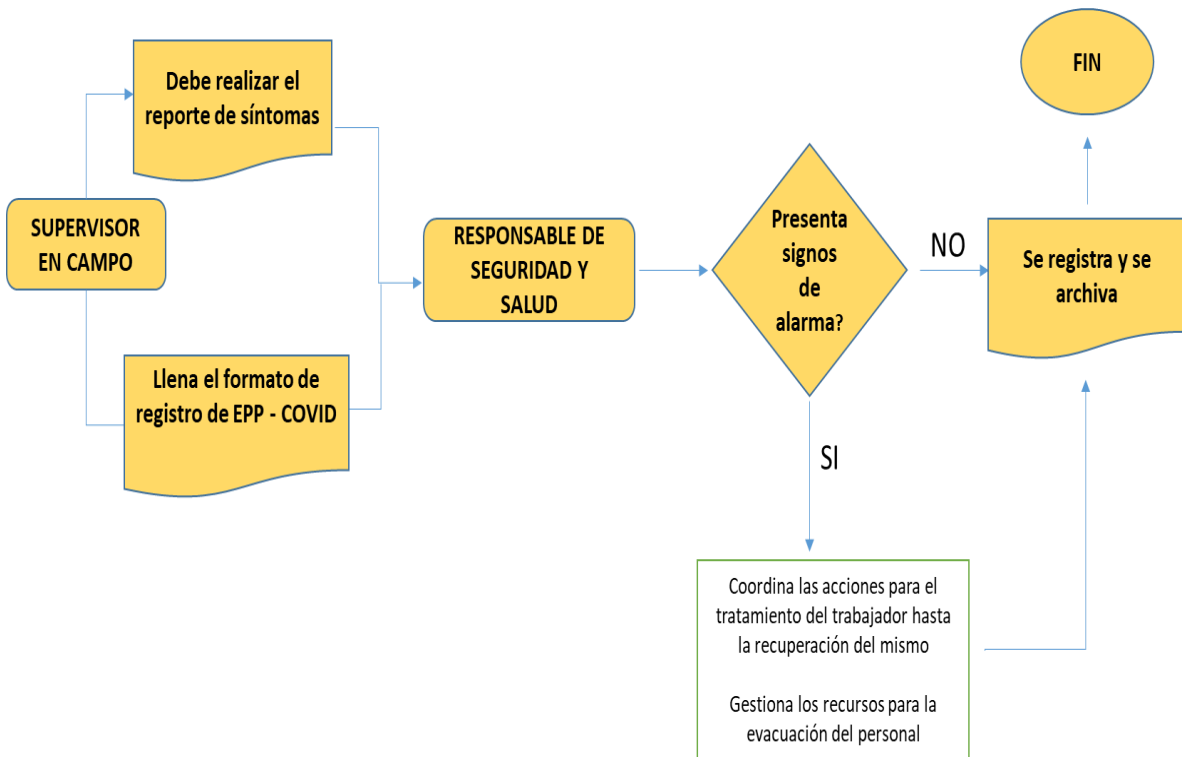 Debe realizar el
reporte de síntomas
SUPERVISOR
EN CAMPO
Llena el formato de
registro de EPP - COVID
RESPONSABLE DE
SEGURIDAD Y
SALUD
Presenta
signos
de
alarma?
NO
Se registra y se
archiva
FIN
SI
Coordina las acciones para el
tratamiento del trabajador hasta
la recuperación del mismo
Gestiona los recursos para la
evacuación del personal